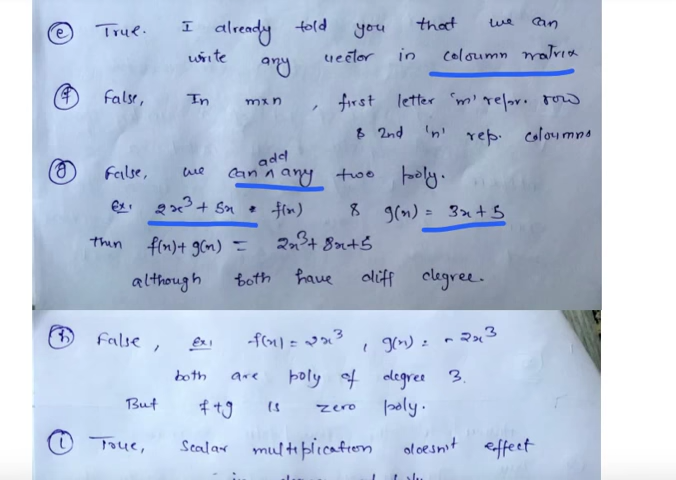 (e) True. I already told you that we can
write any vector in coloumn matrix
(f) False, In mxn , first letter 'm' repr. row
& 2nd 'n' rep. coloumns
(g) False, we can add any two poly.
ex: 2x³ + 5x = f(x) & g(x) = 3x + 5
then f(x) + g(x) = 2x³ + 8x + 5
although both have diff degree.
(h) False, ex: f(x) = 2x³ , g(x) = -2x³
both are poly of degree 3.
But f+g is zero poly.
(i) True, scalar multiplication doesn't effect